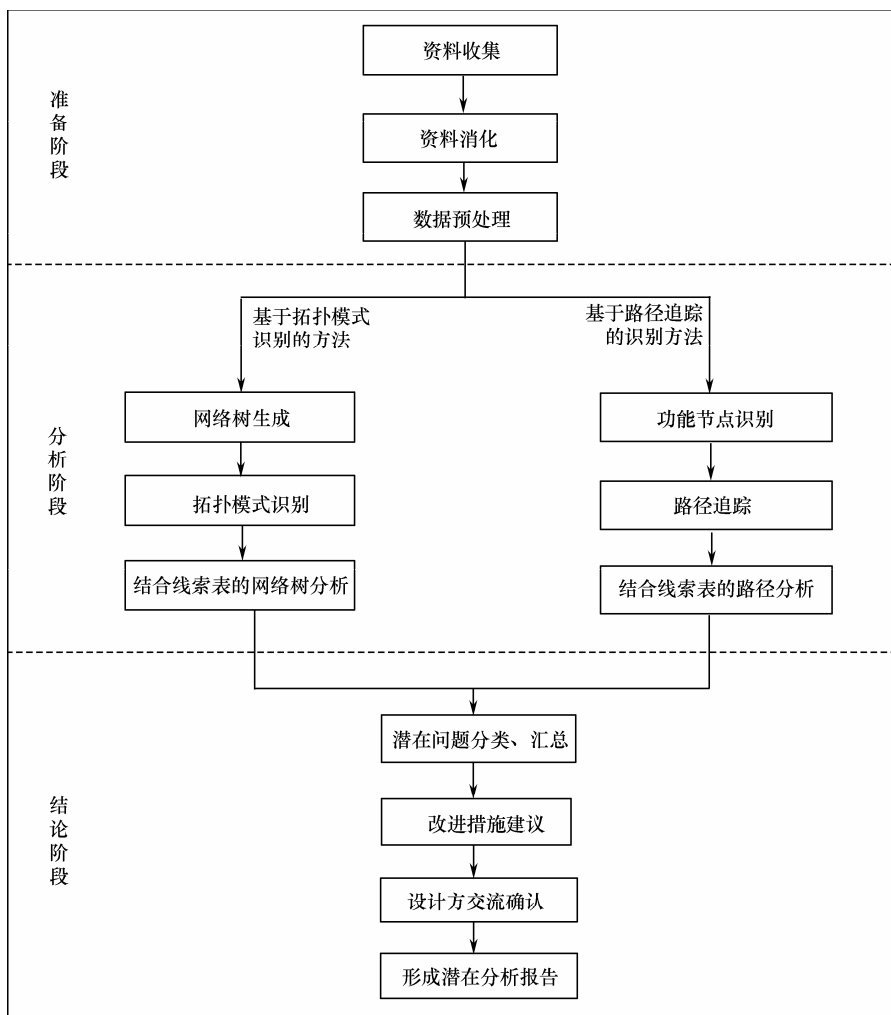 准备阶段
资料收集
资料消化
数据预处理
分析阶段
基于拓扑模式
识别的方法
网络树生成
拓扑模式识别
结合线索表的网络树分析
基于路径追踪
的识别方法
功能节点识别
路径追踪
结合线索表的路径分析
结论阶段
潜在问题分类、汇总
改进措施建议
设计方交流确认
形成潜在分析报告